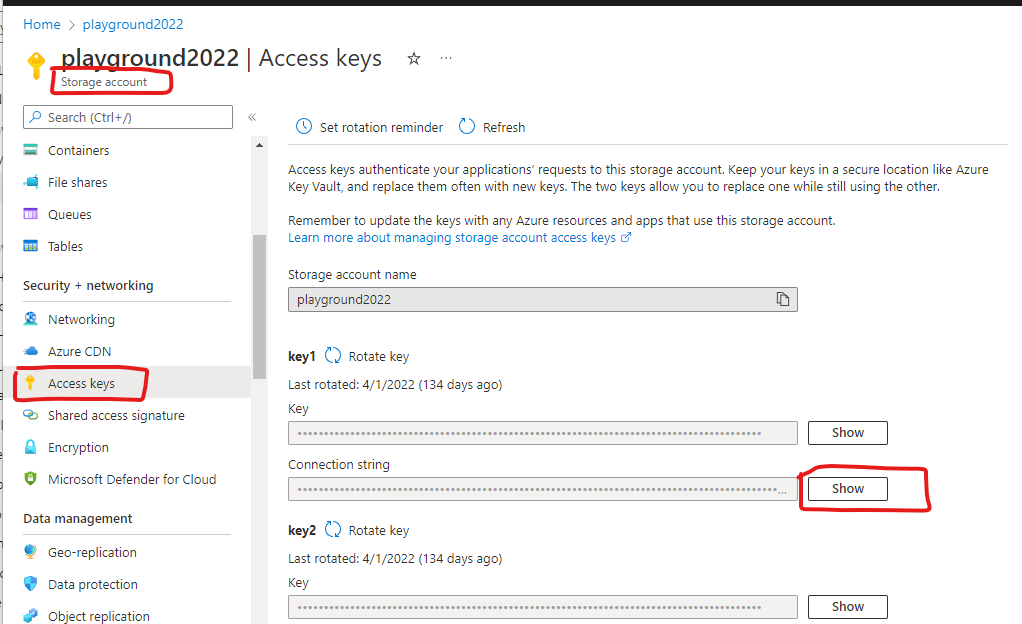 Home > playground2022
playground2022 | Access keys ☆ ···
Storage account
Search (Ctrl+/) «
Containers
File shares
Queues
Tables
Security + networking
Networking
Azure CDN
Access keys
Shared access signature
Encryption
Microsoft Defender for Cloud
Data management
Geo-replication
Data protection
Object replication
Set rotation reminder Refresh
Access keys authenticate your applications' requests to this storage account. Keep your keys in a secure location like Azure
Key Vault, and replace them often with new keys. The two keys allow you to replace one while still using the other.
Remember to update the keys with any Azure resources and apps that use this storage account.
Learn more about managing storage account access keys
Storage account name
playground2022
key1 Rotate key
Last rotated: 4/1/2022 (134 days ago)
Key
Show
Connection string
... Show
key2 Rotate key
Last rotated: 4/1/2022 (134 days ago)
Key
Show